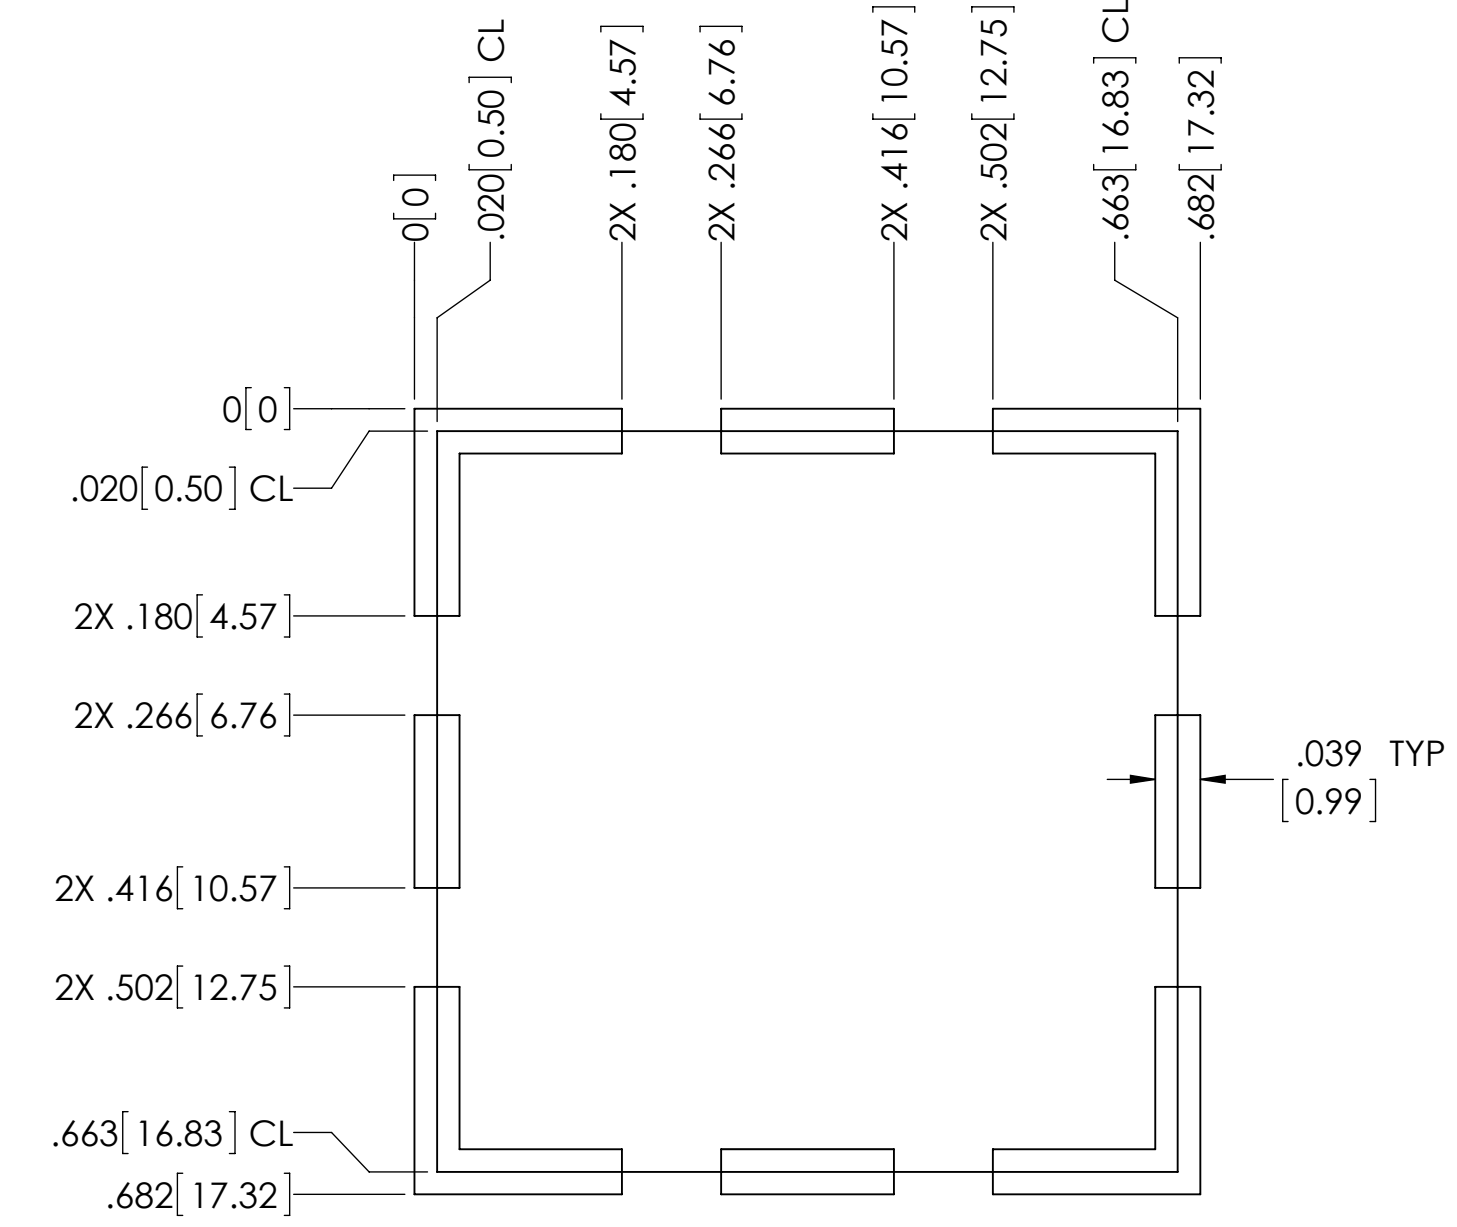 0[0]
.020[0.50] CL
2X .180[4.57]
2X .266[6.76]
2X .416[10.57]
2X .502[12.75]
.663[16.83] CL
.682[17.32]
0[0]
.020[0.50] CL
2X .180[4.57]
2X .266[6.76]
.039 TYP
[0.99]
2X .416[10.57]
2X .502[12.75]
.663[16.83] CL
.682[17.32]